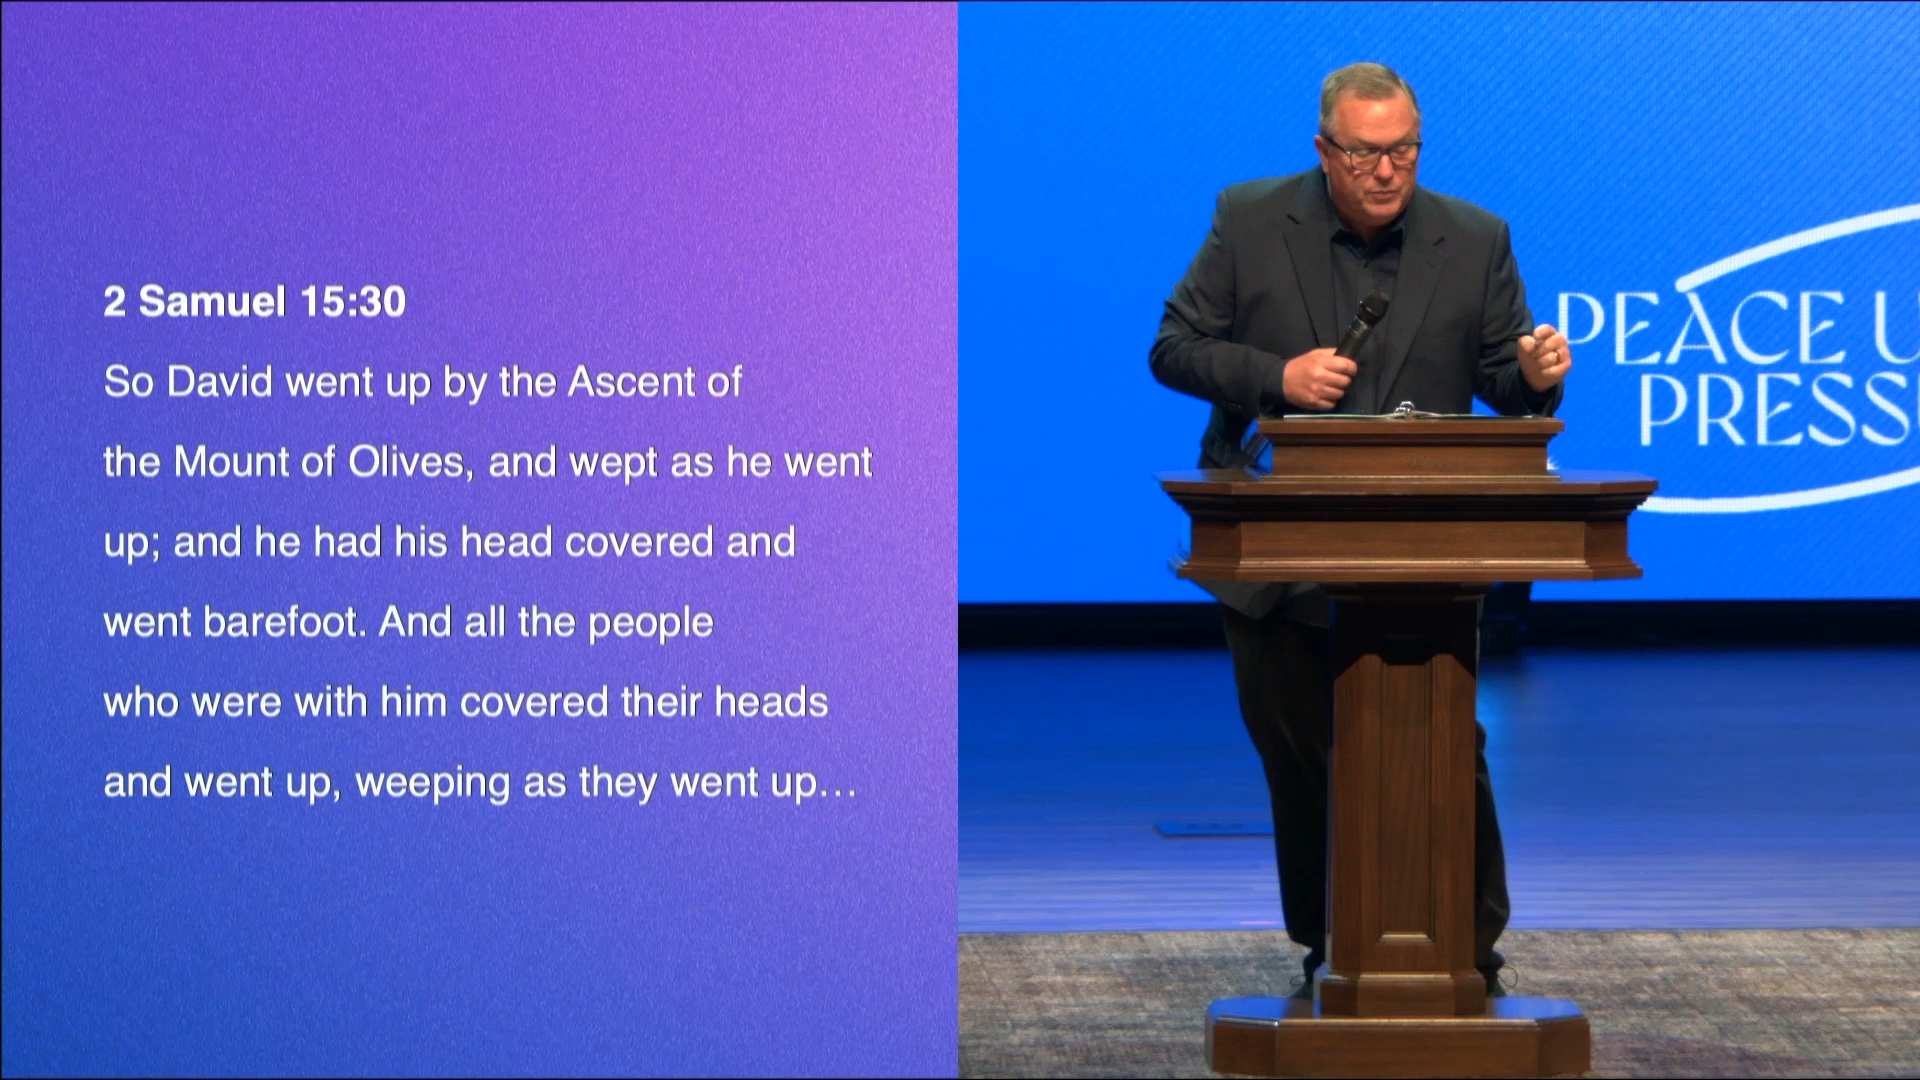 2 Samuel 15:30
So David went up by the Ascent of
the Mount of Olives, and wept as he went
up; and he had his head covered and
went barefoot. And all the people
who were with him covered their heads
and went up, weeping as they went up…
PEACE U
PRESS